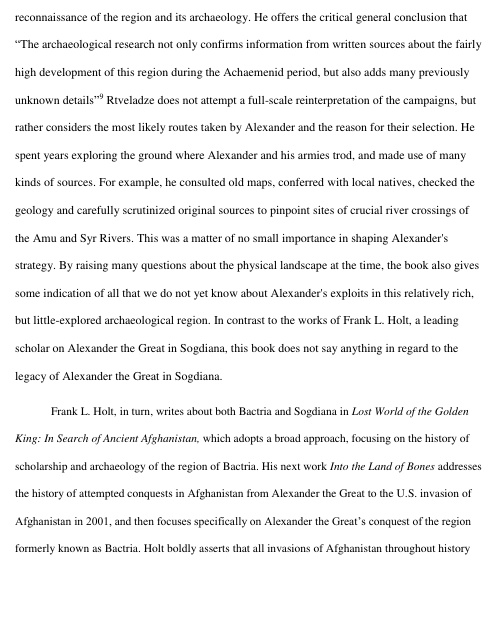 reconnaissance of the region and its archaeology. He offers the critical general conclusion that
“The archaeological research not only confirms information from written sources about the fairly
high development of this region during the Achaemenid period, but also adds many previously
unknown details”9 Rtveladze does not attempt a full-scale reinterpretation of the campaigns, but
rather considers the most likely routes taken by Alexander and the reason for their selection. He
spent years exploring the ground where Alexander and his armies trod, and made use of many
kinds of sources. For example, he consulted old maps, conferred with local natives, checked the
geology and carefully scrutinized original sources to pinpoint sites of crucial river crossings of
the Amu and Syr Rivers. This was a matter of no small importance in shaping Alexander's
strategy. By raising many questions about the physical landscape at the time, the book also gives
some indication of all that we do not yet know about Alexander's exploits in this relatively rich,
but little-explored archaeological region. In contrast to the works of Frank L. Holt, a leading
scholar on Alexander the Great in Sogdiana, this book does not say anything in regard to the
legacy of Alexander the Great in Sogdiana.
Frank L. Holt, in turn, writes about both Bactria and Sogdiana in Lost World of the Golden
King: In Search of Ancient Afghanistan, which adopts a broad approach, focusing on the history of
scholarship and archaeology of the region of Bactria. His next work Into the Land of Bones addresses
the history of attempted conquests in Afghanistan from Alexander the Great to the U.S. invasion of
Afghanistan in 2001, and then focuses specifically on Alexander the Great’s conquest of the region
formerly known as Bactria. Holt boldly asserts that all invasions of Afghanistan throughout history